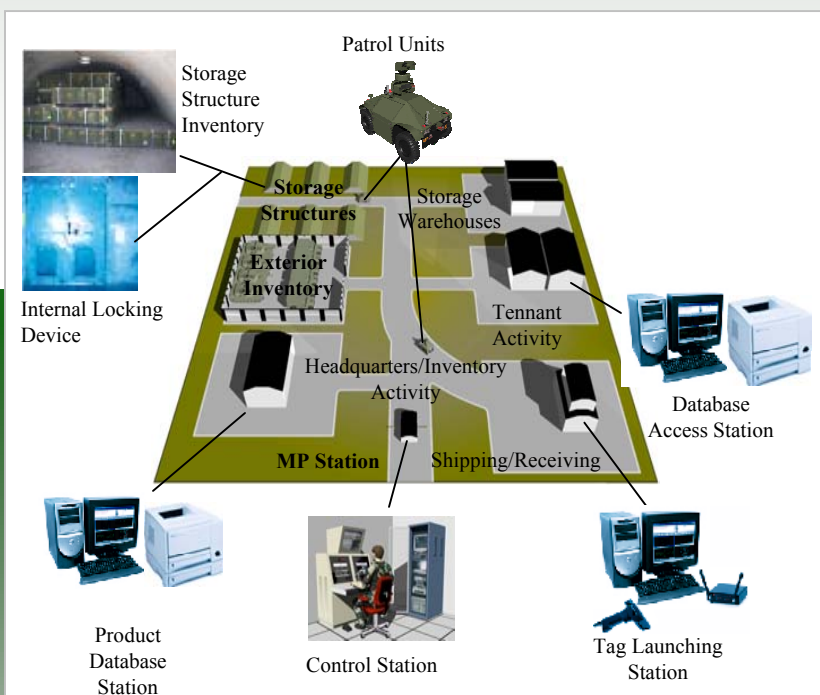 Patrol Units
Storage
Structure
Inventory
Storage
Structures
Storage
Warehouses
Exterior
Inventory
Internal Locking
Device
Tennant
Activity
Headquarters/Inventory
Activity
Database
Access Station
MP Station
Shipping/Receiving
Product
Database
Station
Control Station
Tag Launching
Station